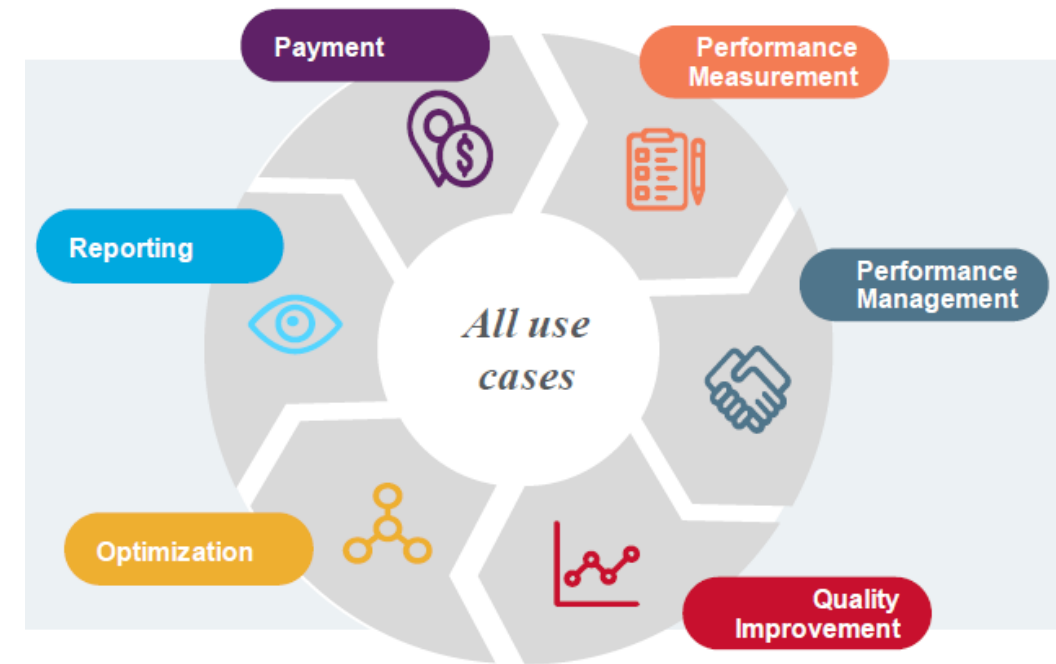 Payment
Performance
Measurement
Reporting
Performance
Management
All use
cases
Optimization
Quality
Improvement
$